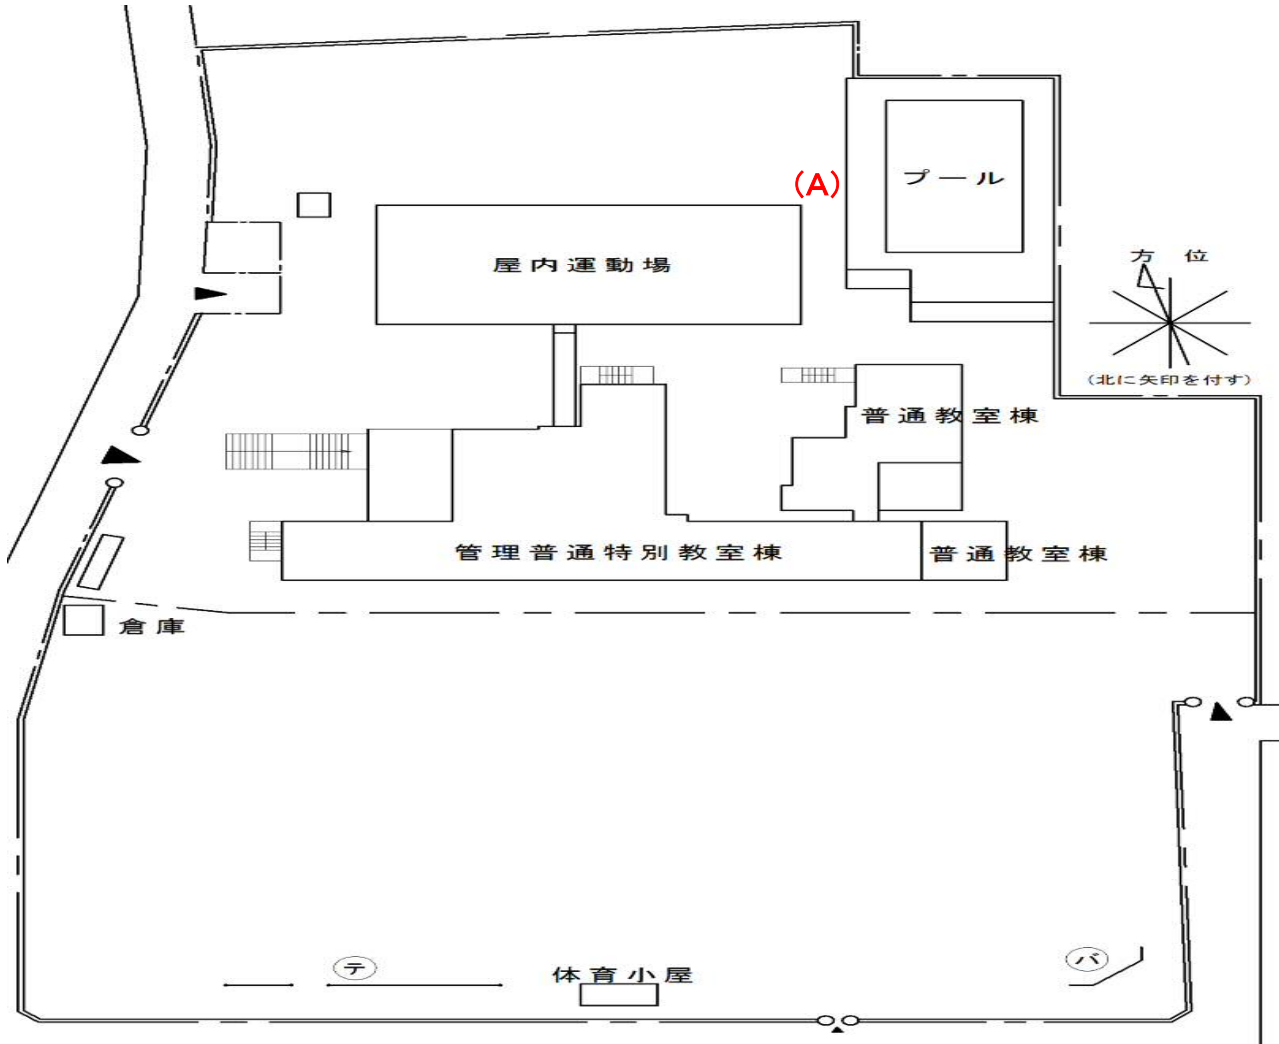 (A)
プール
屋内運動場
方位
(北に矢印を付す)
普通教室棟
管理普通特別教室棟
普通教室棟
倉庫
テ
体育小屋
バ